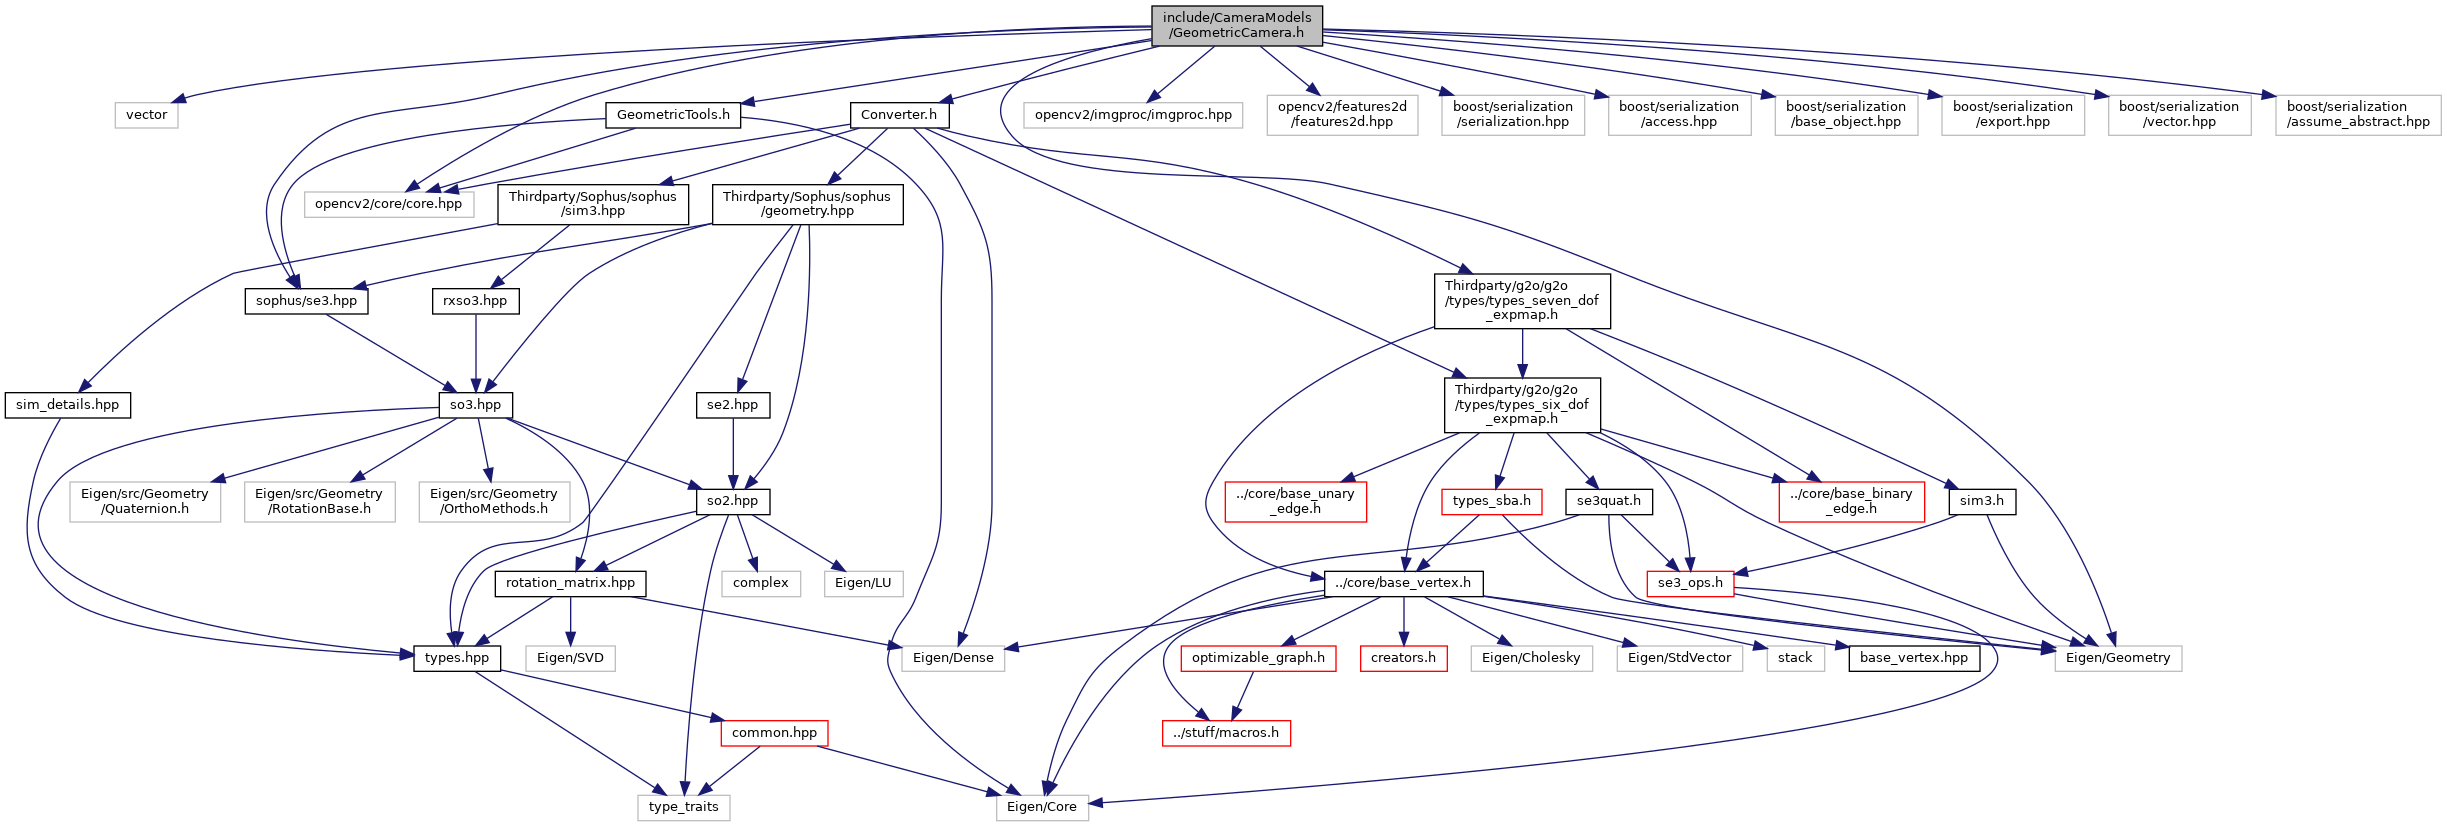 include/CameraModels
/GeometricCamera.h
vector
GeometricTools.h
Converter.h
opencv2/imgproc/imgproc.hpp
opencv2/features2d
/features2d.hpp
boost/serialization
/serialization.hpp
boost/serialization
/access.hpp
boost/serialization
/base_object.hpp
boost/serialization
/export.hpp
boost/serialization
/vector.hpp
boost/serialization
/assume_abstract.hpp
opencv2/core/core.hpp
Thirdparty/Sophus/sophus
/sim3.hpp
Thirdparty/Sophus/sophus
/geometry.hpp
sophus/se3.hpp
rxso3.hpp
Thirdparty/g2o/g2o
/types/types_seven_dof
_expmap.h
sim_details.hpp
so3.hpp
se2.hpp
Thirdparty/g2o/g2o
/types/types_six_dof
_expmap.h
Eigen/src/Geometry
/Quaternion.h
Eigen/src/Geometry
/RotationBase.h
Eigen/src/Geometry
/OrthoMethods.h
so2.hpp
../core/base_unary
_edge.h
types_sba.h
se3quat.h
../core/base_binary
_edge.h
sim3.h
rotation_matrix.hpp
complex
Eigen/LU
../core/base_vertex.h
se3_ops.h
types.hpp
Eigen/SVD
Eigen/Dense
optimizable_graph.h
creators.h
Eigen/Cholesky
Eigen/StdVector
stack
base_vertex.hpp
Eigen/Geometry
common.hpp
../stuff/macros.h
type_traits
Eigen/Core